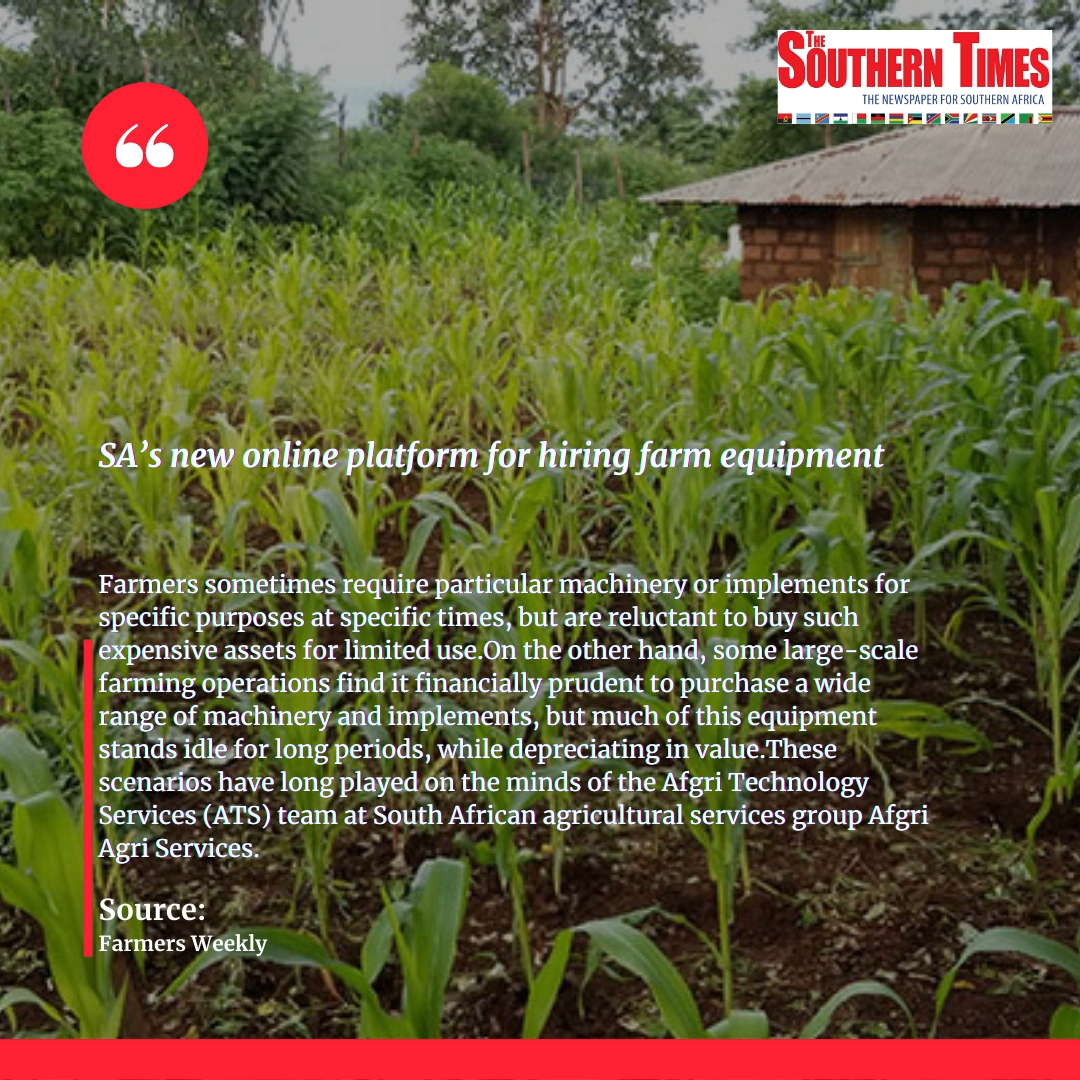 THE
SOUTHERN TIMES
THE NEWSPAPER FOR SOUTHERN AFRICA
“
SA’s new online platform for hiring farm equipment
Farmers sometimes require particular machinery or implements for
specific purposes at specific times, but are reluctant to buy such
expensive assets for limited use.On the other hand, some large-scale
farming operations find it financially prudent to purchase a wide
range of machinery and implements, but much of this equipment
stands idle for long periods, while depreciating in value.These
scenarios have long played on the minds of the Afgri Technology
Services (ATS) team at South African agricultural services group Afgri
Agri Services.
Source:
Farmers Weekly